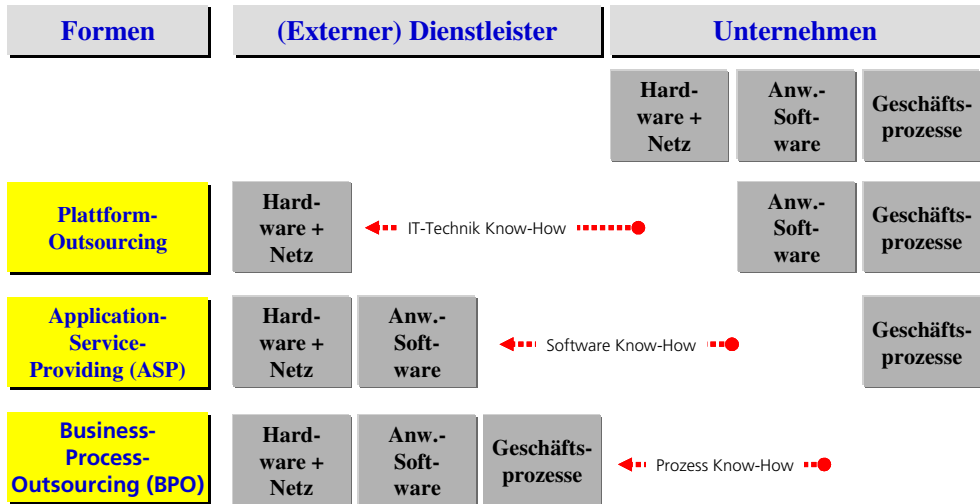 Formen
(Externer) Dienstleister
Unternehmen
Hard-
ware +
Netz
Anw.-
Soft-
ware
Geschäfts-
prozesse
Plattform-
Outsourcing
Hard-
ware +
Netz
IT-Technik Know-How
Anw.-
Soft-
ware
Geschäfts-
prozesse
Application-
Service-
Providing (ASP)
Hard-
ware +
Netz
Anw.-
Soft-
ware
Software Know-How
Geschäfts-
prozesse
Business-
Process-
Outsourcing (BPO)
Hard-
ware +
Netz
Anw.-
Soft-
ware
Geschäfts-
prozesse
Prozess Know-How